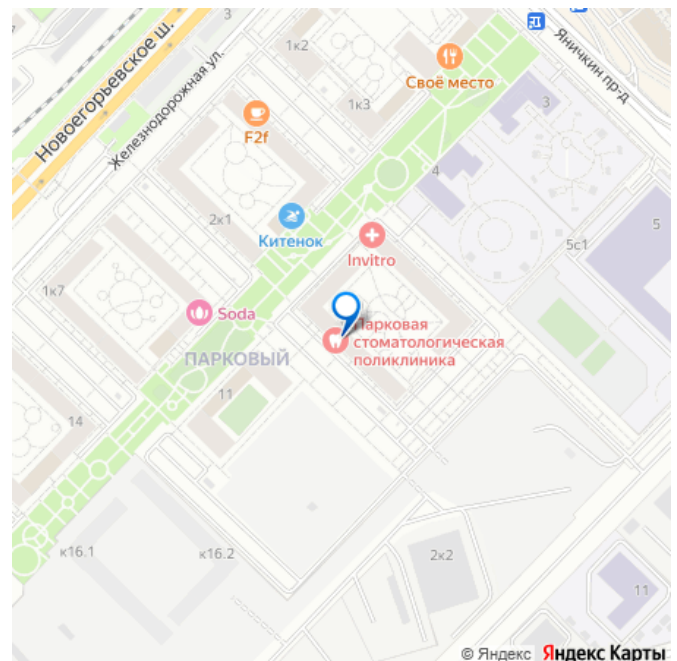 3
1к2
Яничкин пр-д
Своё место
1к3
3
Новоегорьевское ш.
Железнодорожная ул.
F2f
4
2к1
5
Китенок
5с1
Invitro
1к7
Soda
Парковая
стоматологическая
поликлиника
ПАРКОВЫЙ
11
14
к16.1
к16.2
2к2
11
© Яндекс Яндекс Карты